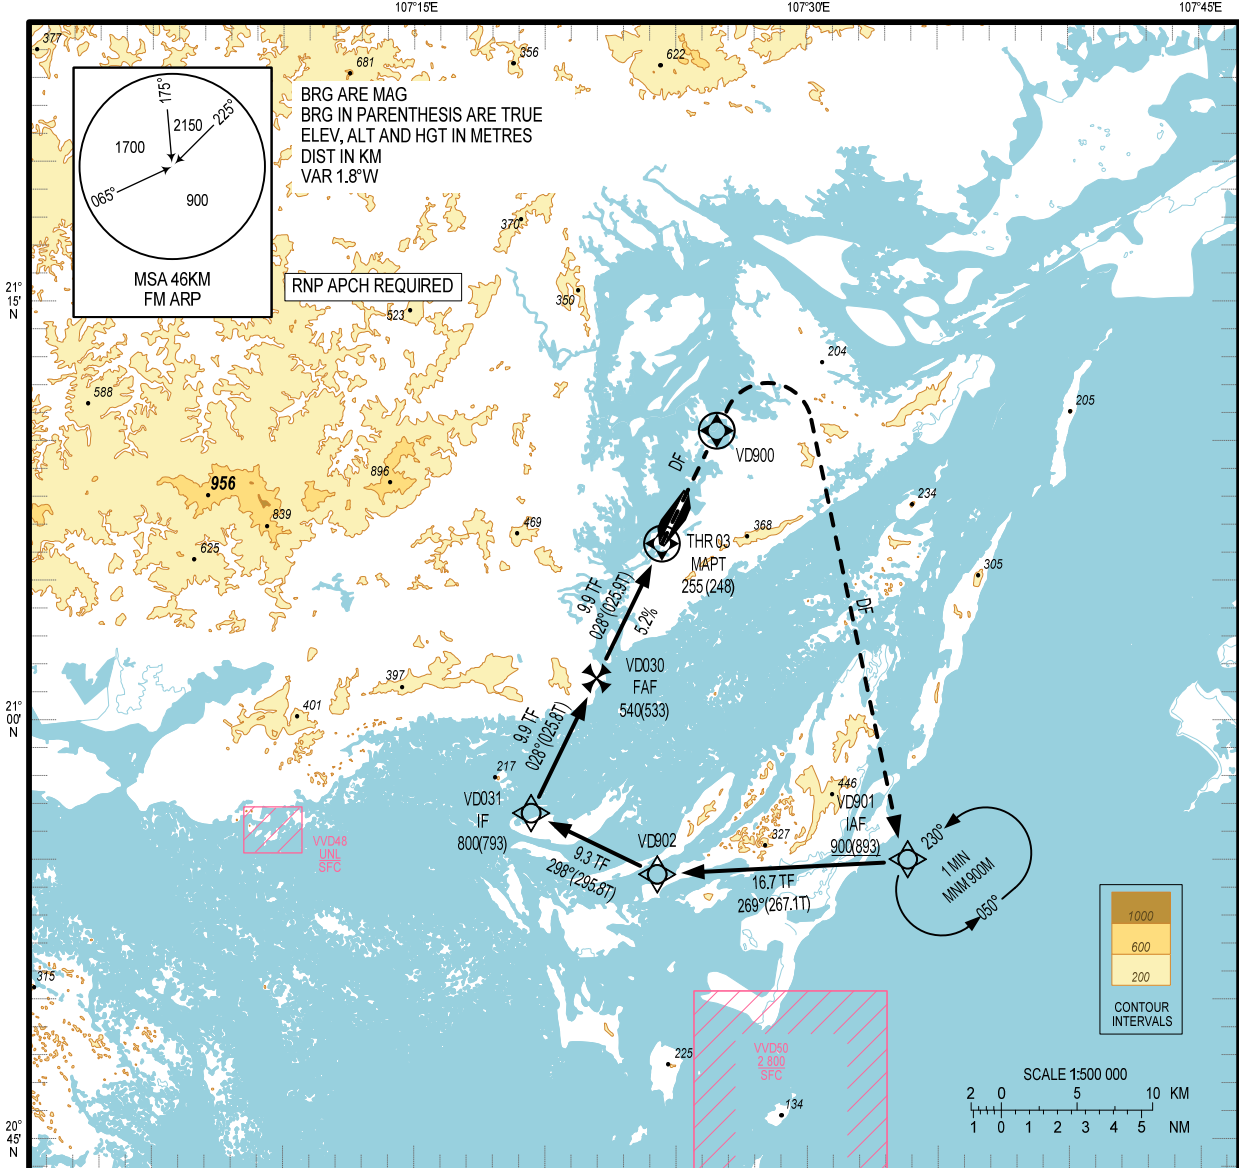 107°15'E
107°30'E
107°45'E
377
681
356
622
175°
225°
2150
1700
065°
900
MSA 46KM
FM ARP
BRG ARE MAG
BRG IN PARENTHESIS ARE TRUE
ELEV, ALT AND HGT IN METRES
DIST IN KM
VAR 1.8°W
370
RNP APCH REQUIRED
21°
15'
N
350
523
204
588
205
VD900
DF
896
956
839
469
625
234
368
THR 03
MAPT
255 (248)
305
9.9 TF
028°(025.9T)
5.2%
DF
VD030
FAF
540(533)
397
401
21°
00'
N
9.9 TF
028°(025.8T)
217
VD031
IF
800(793)
446
VD901
IAF
900(893)
327
VD902
9.3 TF
298°(295.8T)
16.7 TF
269°(267.1T)
230°
1 MIN
MNM 900M
050°
VVD48
UNL
SFC
1000
600
200
CONTOUR
INTERVALS
315
225
VVD50
2 800
SFC
134
SCALE 1:500 000
2 0 5 10 KM
1 0 1 2 3 4 5 NM
20°
45'
N